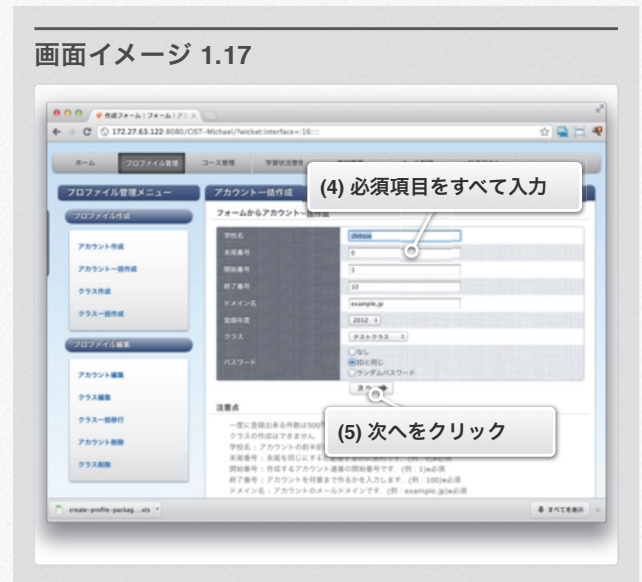 画面イメージ 1.17
作成フォーム | フォーム | プ
172.27.63.122:8080/CIST-Michael/?wicket:interface=:16::::
ホーム
プロファイル管理
コース管理
学習状況管理
プロファイル管理メニュー
アカウント一括作成
(4) 必須項目をすべて入力
プロファイル作成
フォームからアカウント一括作成
アカウント作成
アカウント一括作成
クラス作成
クラス一括作成
学校名
chitose
末尾番号
0
開始番号
1
終了番号
10
ドメイン名
example.jp
登録年度
2012
クラス
テストクラス
パスワード
なし
IDと同じ
ランダムパスワード
次へ
プロファイル編集
アカウント編集
クラス編集
クラス一括移行
アカウント削除
クラス削除
注意点
(5) 次へをクリック
一度に登録出来る件数は500
クラスの作成はできません。
学校名：アカウントの前半
末尾番号：末尾を同じにすると
開始番号：作成するアカウント連番の開始番号です．(例：1)※必須
終了番号：アカウントを何番まで作るかを入力します．(例：100)※必須
ドメイン名：アカウントのメールドメインです．(例：example.jp)※必須
create-profile-packag....xls
すべてを表示